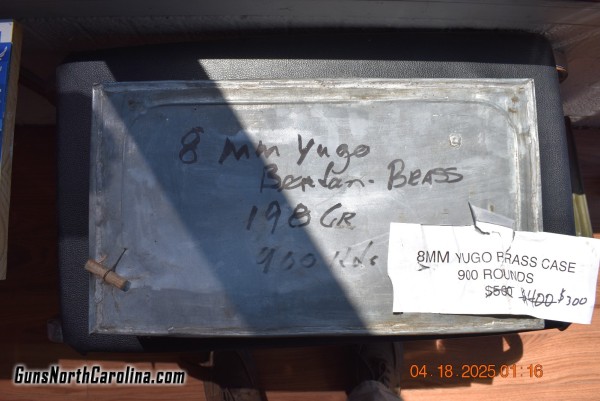 8 mm Yugo
Berdan - Brass
198 GR
900 Rds
8MM YUGO BRASS CASE
900 ROUNDS
$500 $400 $300
GunsNorthCarolina.com
04.18.2025 01:16